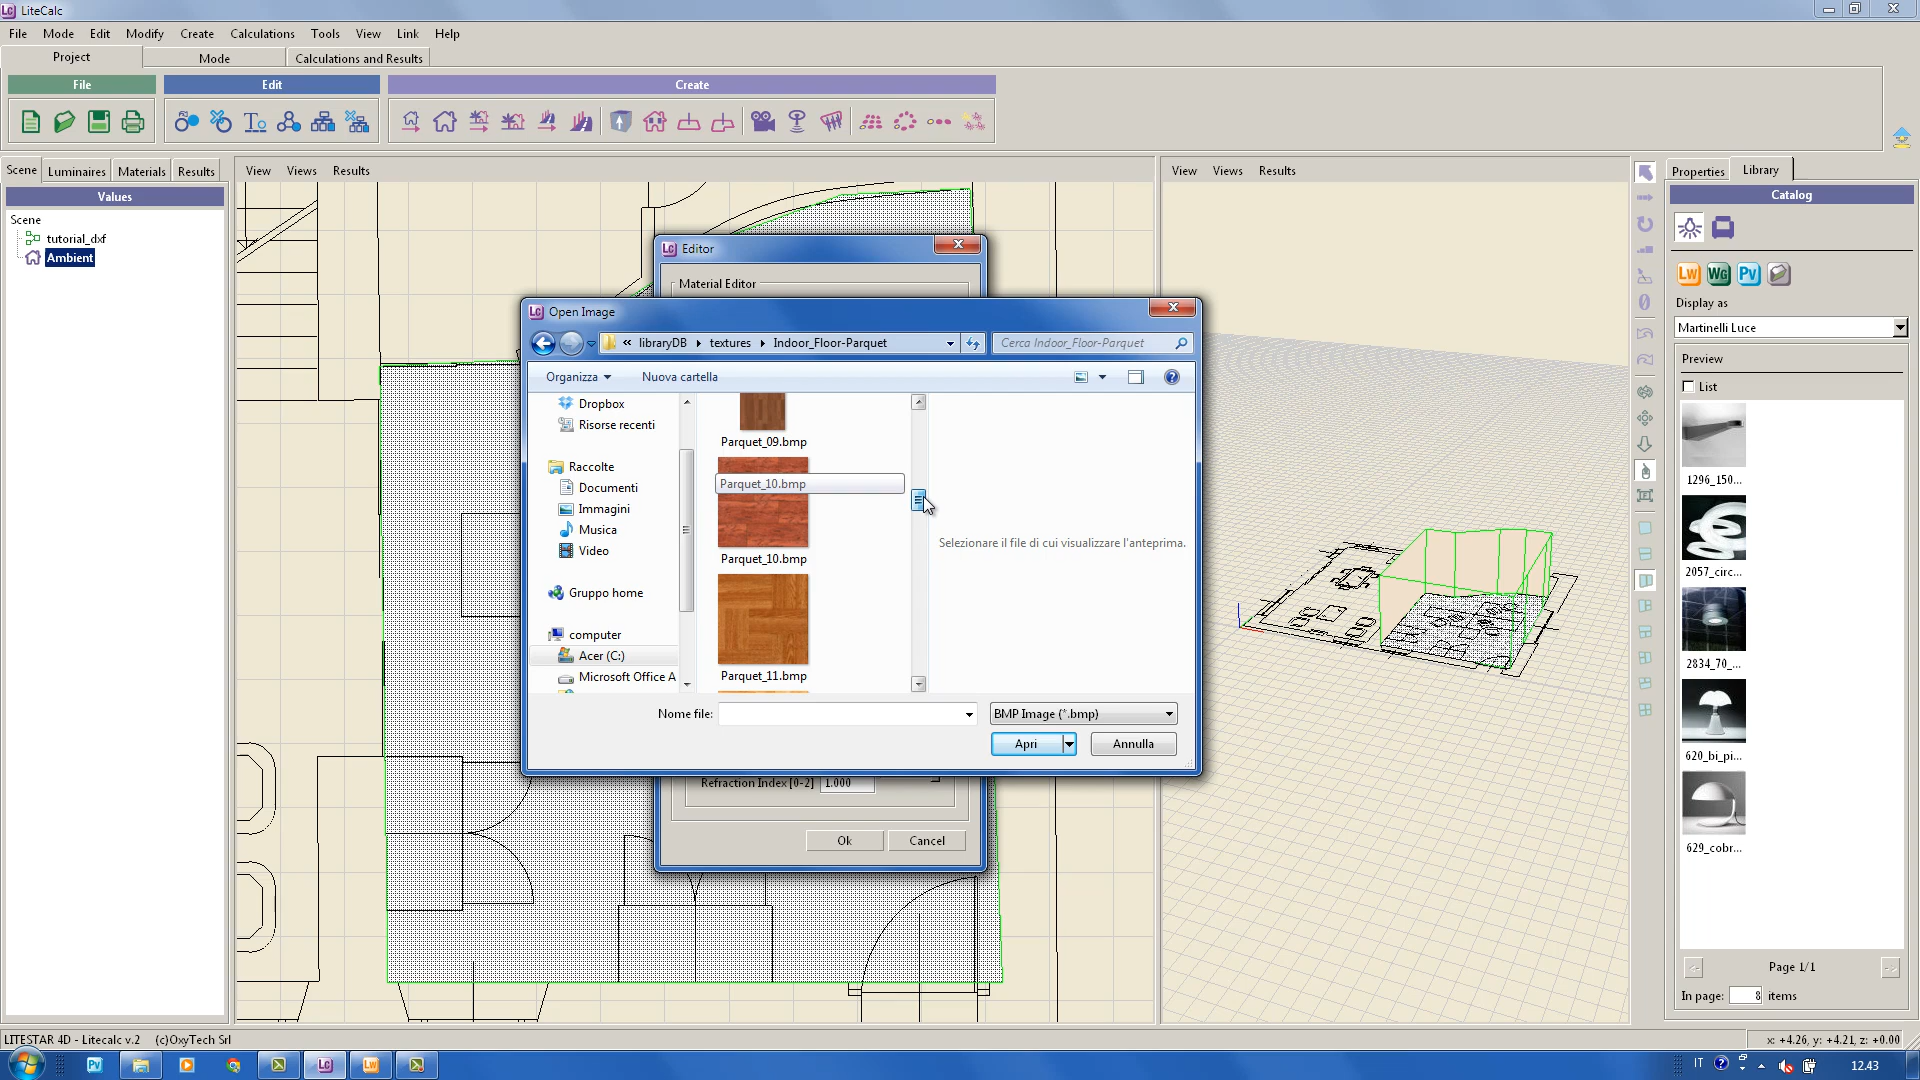 LiteCalc
File Mode Edit Modify Create Calculations Tools View Link Help
Project Mode Calculations and Results
File Edit Create
Scene Luminaires Materials Results
Values
Scene
tutorial_dxf
Ambient
View Views Results
View Views Results
Editor
Material Editor
Open Image
« libraryDB textures Indoor_Floor-Parquet
Cerca Indoor_Floor-Parquet
Organizza Nuova cartella
Dropbox
Risorse recenti
Raccolte
Documenti
Immagini
Musica
Video
Gruppo home
computer
Acer (C:)
Microsoft Office A
Parquet_09.bmp
Parquet_10.bmp
Parquet_10.bmp
Parquet_11.bmp
Selezionare il file di cui visualizzare l'anteprima.
Nome file:
BMP Image (*.bmp)
Apri Annulla
Refraction Index [0-2] 1.000
Ok Cancel
Properties Library
Catalog
Lw Wg Pv
Display as
Martinelli Luce
Preview
List
1296_150...
2057_circ...
2834_70_...
620_bi_pi...
629_cobr...
Page 1/1
In page: 8 items
LITESTAR 4D - Litecalc v.2 (c)OxyTech Srl
x: +4.26, y: +4.21, z: +0.00
Pv Lc Lw
IT
12.43